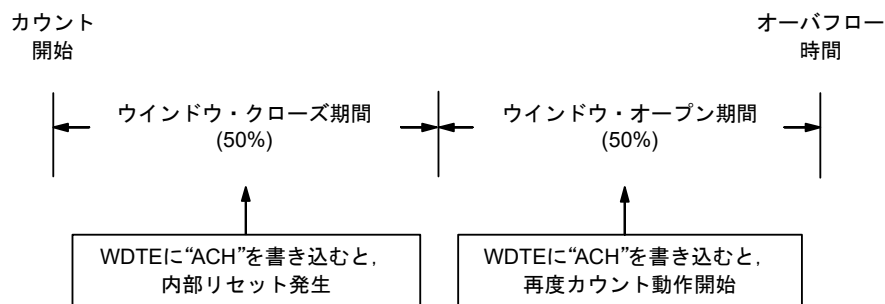 カウント
開始
オーバフロー
時間
ウインドウ・クローズ期間
(50%)
ウインドウ・オープン期間
(50%)
WDTEに“ACH”を書き込むと，
内部リセット発生
WDTEに“ACH”を書き込むと，
再度カウント動作開始